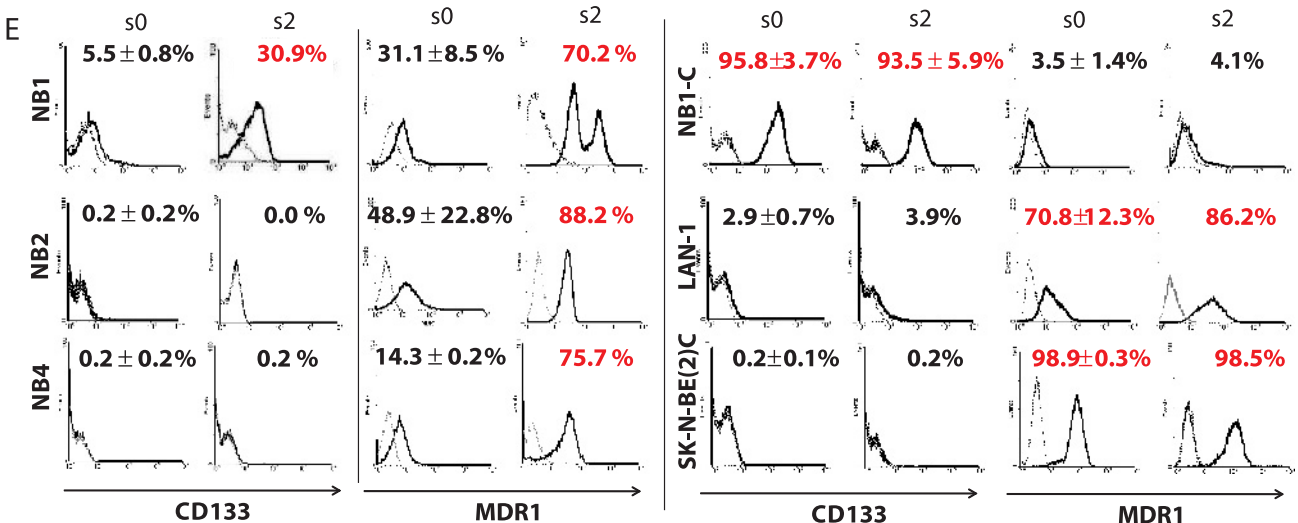 E
s0 s2 s0 s2 s0 s2 s0 s2
NB1 5.5 ± 0.8% 30.9% 31.1 ± 8.5 % 70.2 % NB1-C 95.8 ±3.7% 93.5 ± 5.9% 3.5 ± 1.4% 4.1%
NB2 0.2 ± 0.2% 0.0 % 48.9 ± 22.8% 88.2 % LAN-1 2.9 ±0.7% 3.9% 70.8±12.3% 86.2%
NB4 0.2 ± 0.2% 0.2 % 14.3 ± 0.2% 75.7 % SK-N-BE(2)C 0.2±0.1% 0.2% 98.9±0.3% 98.5%
CD133 MDR1 CD133 MDR1